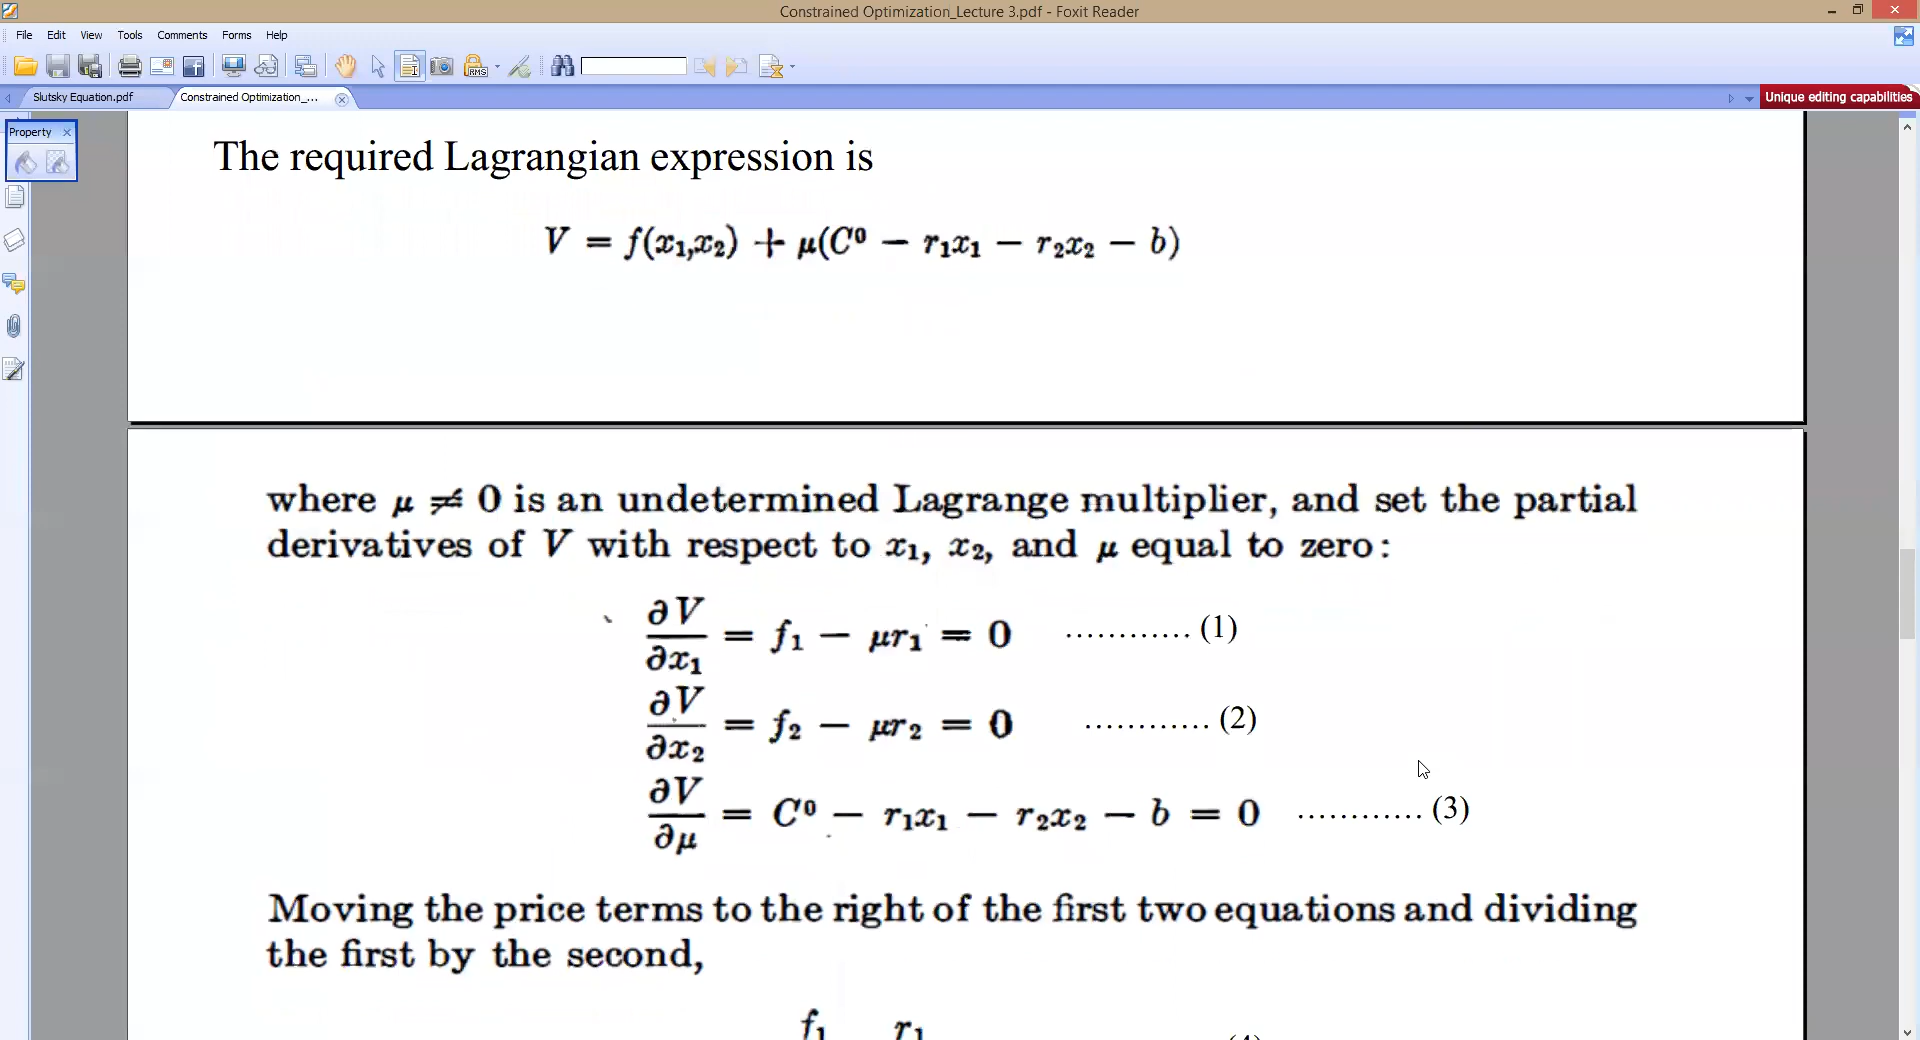 Constrained Optimization_Lecture 3.pdf - Foxit Reader
File Edit View Tools Comments Forms Help
RMS
Slutsky Equation.pdf Constrained Optimization_... Unique editing capabilities
Property
The required Lagrangian expression is
V = f(x₁,x₂) + μ(C⁰ − r₁x₁ − r₂x₂ − b)
where μ ≠ 0 is an undetermined Lagrange multiplier, and set the partial
derivatives of V with respect to x₁, x₂, and μ equal to zero:
∂V/∂x₁ = f₁ − μr₁ = 0 ............ (1)
∂V/∂x₂ = f₂ − μr₂ = 0 ............ (2)
∂V/∂μ = C⁰ − r₁x₁ − r₂x₂ − b = 0 ............ (3)
Moving the price terms to the right of the first two equations and dividing
the first by the second,
f₁ r₁